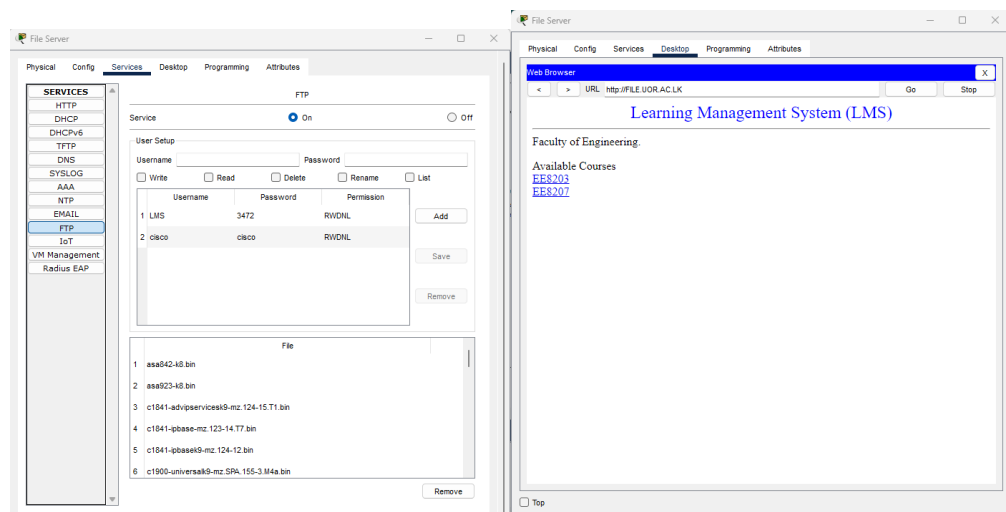 File Server
Physical Config Services Desktop Programming Attributes
SERVICES
HTTP
DHCP
DHCPv6
TFTP
DNS
SYSLOG
AAA
NTP
EMAIL
FTP
IoT
VM Management
Radius EAP
FTP
Service On Off
User Setup
Username Password
Write Read Delete Rename List
Username Password Permission
1 LMS 3472 RWDNL
2 cisco cisco RWDNL
Add
Save
Remove
File
1 asa842-k8.bin
2 asa923-k8.bin
3 c1841-advipservicesk9-mz.124-15.T1.bin
4 c1841-ipbase-mz.123-14.T7.bin
5 c1841-ipbasek9-mz.124-12.bin
6 c1900-universalk9-mz.SPA.155-3.M4a.bin
Remove
File Server
Physical Config Services Desktop Programming Attributes
Web Browser X
< > URL http://FILE.UOR.AC.LK Go Stop
Learning Management System (LMS)
Faculty of Engineering.
Available Courses
EE8203
EE8207
Top